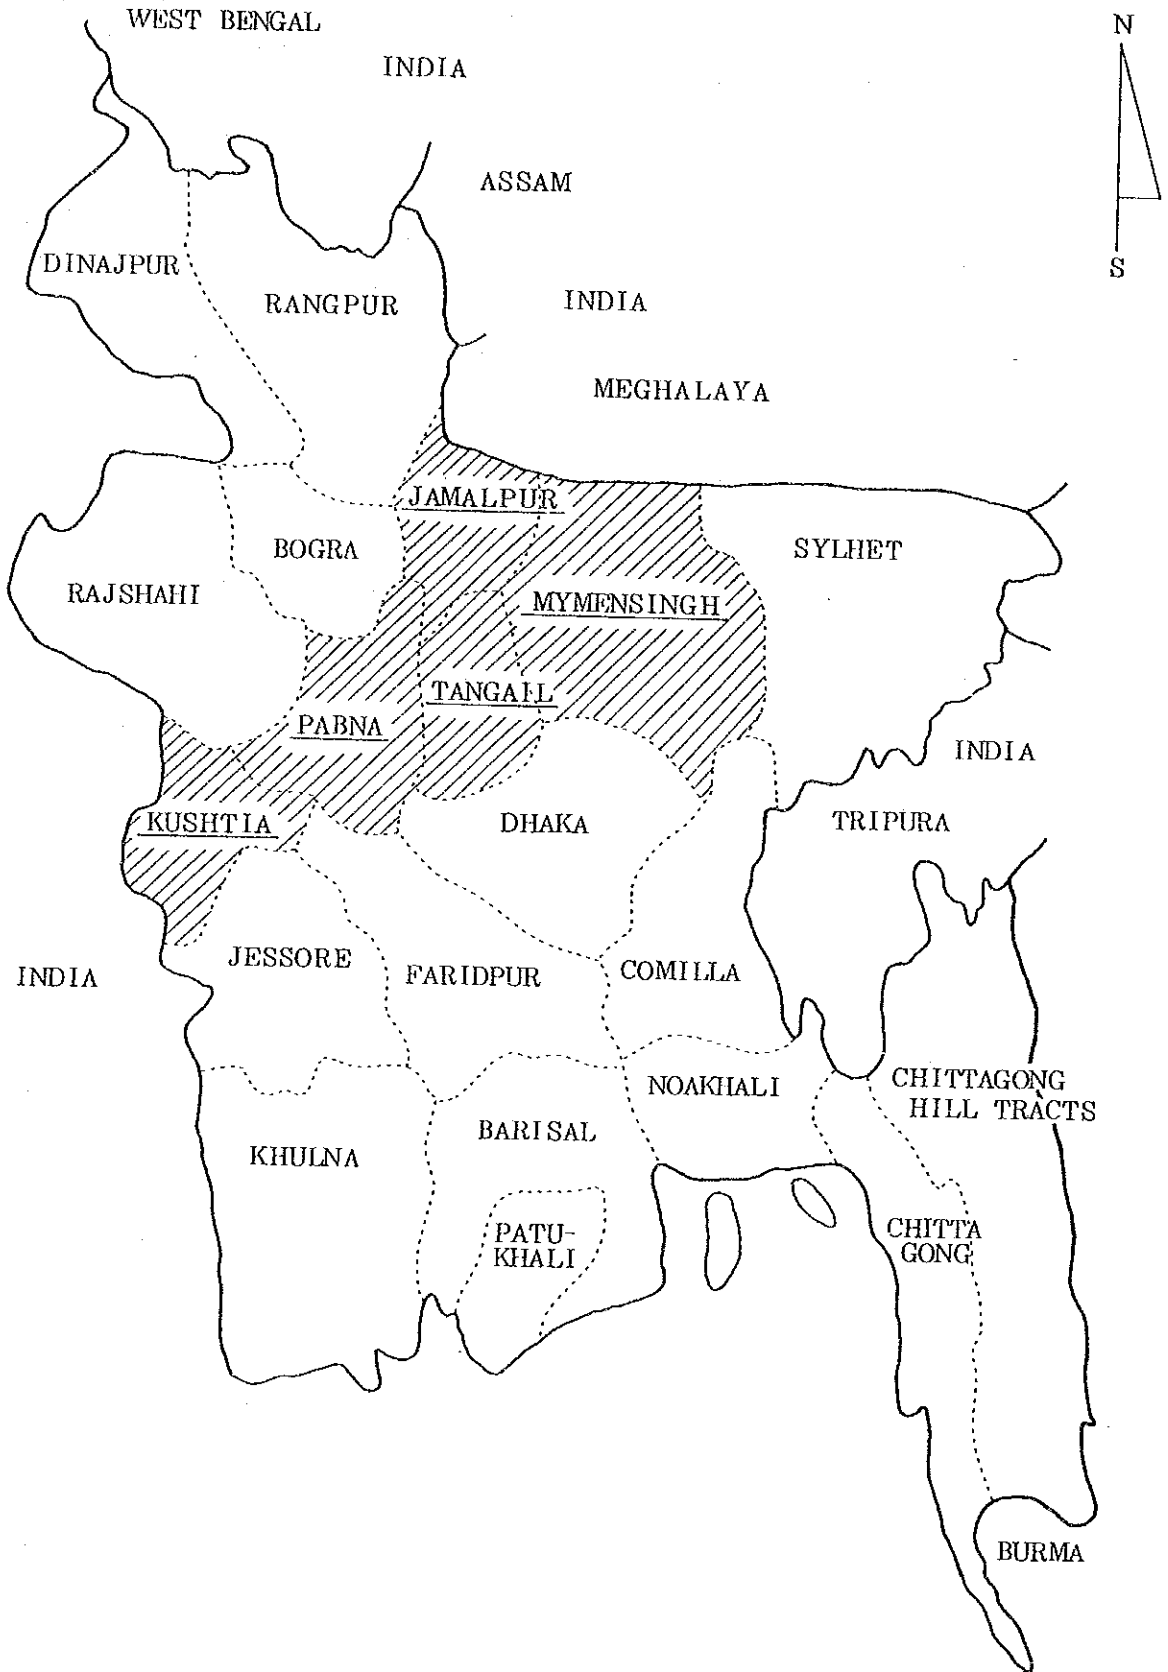 WEST BENGAL
INDIA
N
ASSAM
S
DINAJPUR
RANGPUR
INDIA
MEGHALAYA
JAMALPUR
BOGRA
SYLHET
RAJSHAHI
MYMENSINGH
TANGAIL
PABNA
INDIA
KUSHTIA
DHAKA
TRIPURA
JESSORE
FARIDPUR
COMILLA
INDIA
NOAKHALI
CHITTAGONG
HILL TRACTS
BARISAL
KHULNA
PATU-
KHALI
CHITTA
GONG
BURMA